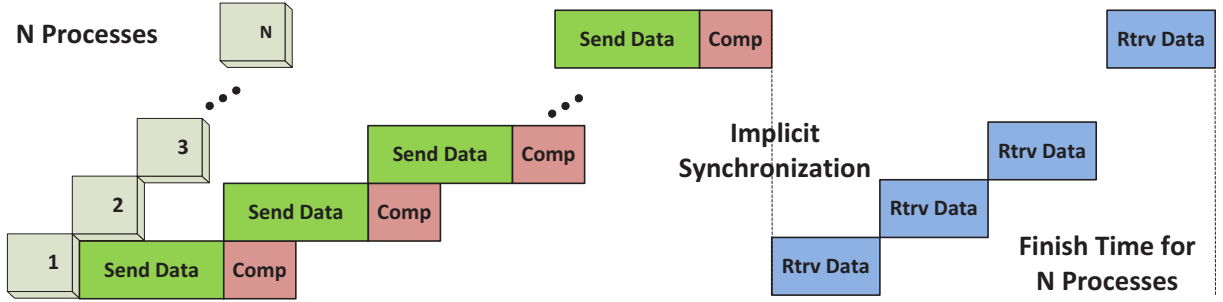 N Processes
N
Send Data
Comp
Rtrv Data
3
Send Data
Comp
Implicit
Synchronization
Rtrv Data
2
Send Data
Comp
Rtrv Data
1
Send Data
Comp
Rtrv Data
Finish Time for
N Processes